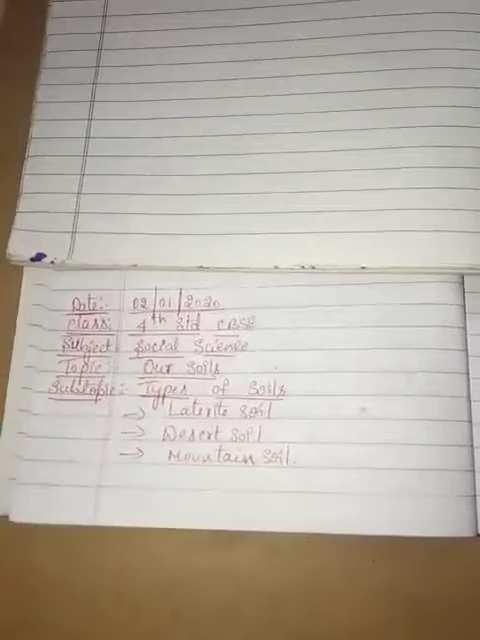 Date:- 02/01/2020
Class: 4th Std CBSE
Subject: Social Science
Topic: Our Soils
Subtopic: Types of Soils
→ Laterite soil
→ Desert soil
→ Mountain soil.